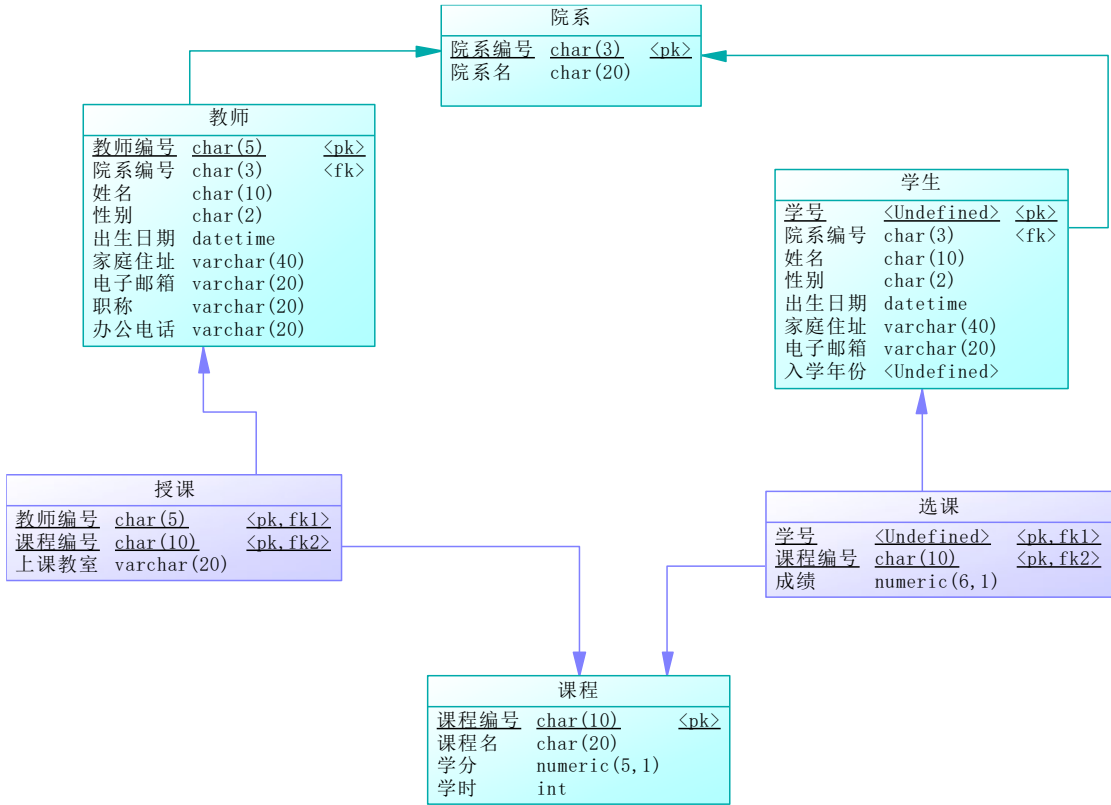 院系
院系编号 char(3) <pk>
院系名 char(20)
教师
教师编号 char(5) <pk>
院系编号 char(3) <fk>
姓名 char(10)
性别 char(2)
出生日期 datetime
家庭住址 varchar(40)
电子邮箱 varchar(20)
职称 varchar(20)
办公电话 varchar(20)
学生
学号 <Undefined> <pk>
院系编号 char(3) <fk>
姓名 char(10)
性别 char(2)
出生日期 datetime
家庭住址 varchar(40)
电子邮箱 varchar(20)
入学年份 <Undefined>
授课
教师编号 char(5) <pk,fk1>
课程编号 char(10) <pk,fk2>
上课教室 varchar(20)
选课
学号 <Undefined> <pk,fk1>
课程编号 char(10) <pk,fk2>
成绩 numeric(6,1)
课程
课程编号 char(10) <pk>
课程名 char(20)
学分 numeric(5,1)
学时 int